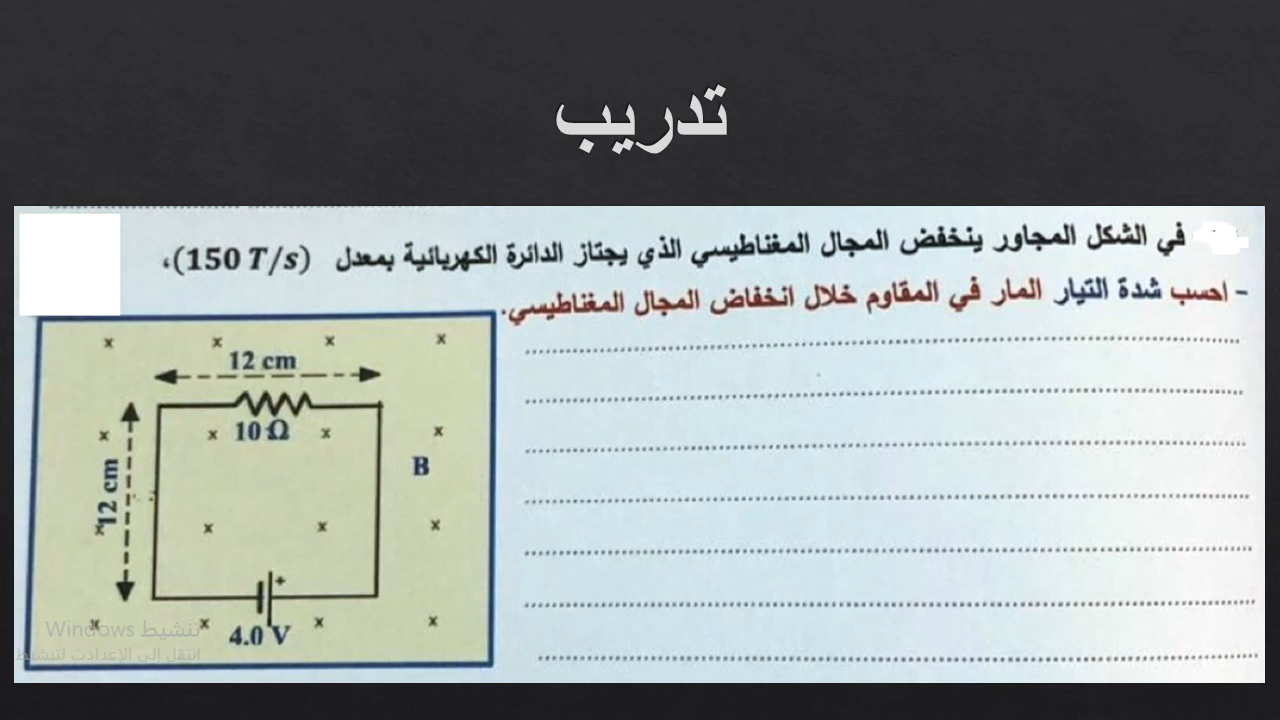 تدريب
في الشكل المجاور ينخفض المجال المغناطيسي الذي يجتاز الدائرة الكهربائية بمعدل (150 T/s)،
- احسب شدة التيار المار في المقاوم خلال انخفاض المجال المغناطيسي.
12 cm
10 Ω
12 cm
B
+
4.0 V
تنشيط Windows
انتقل إلى الإعدادات لتنشيط